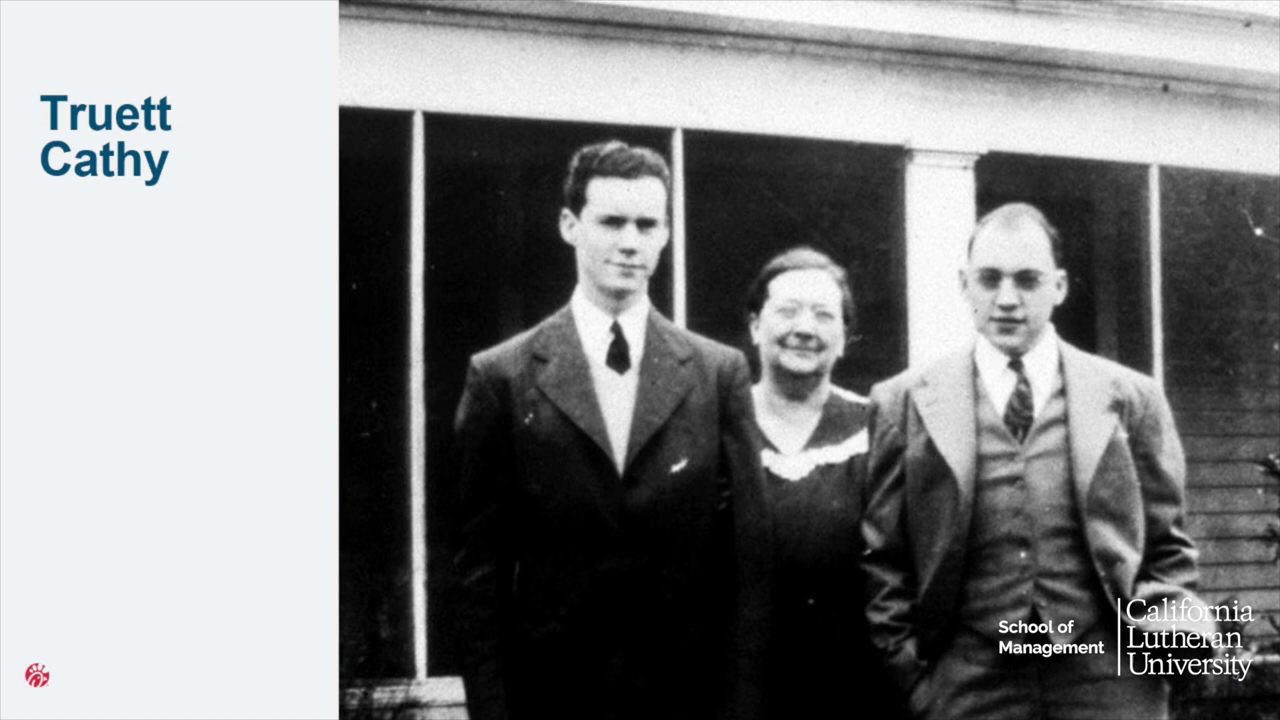 Truett
Cathy
School of
Management
California
Lutheran
University